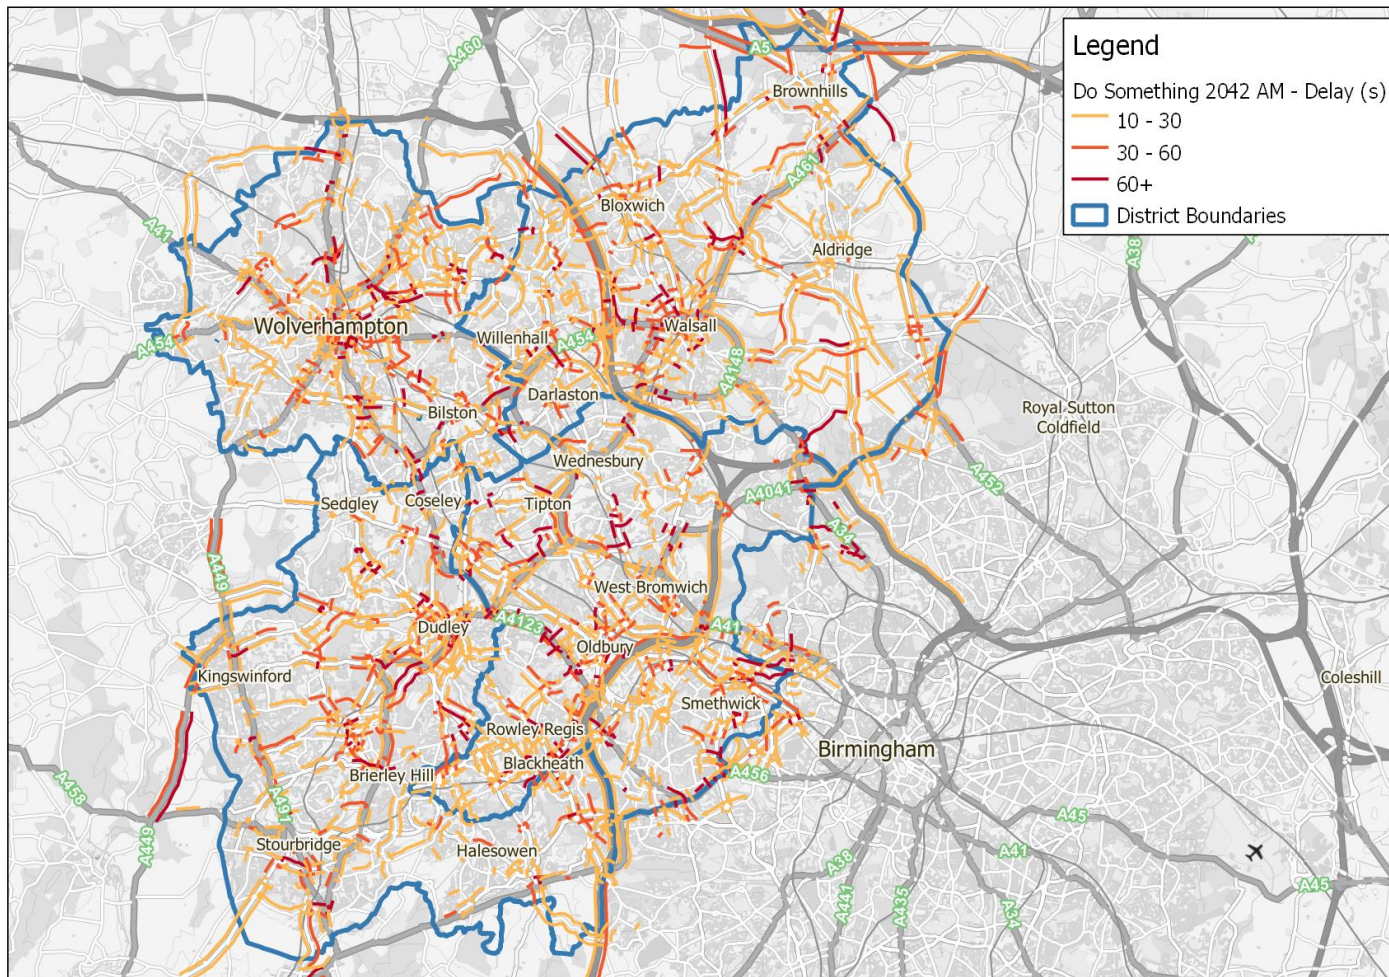 Legend
Do Something 2042 AM - Delay (s)
10 - 30
30 - 60
60+
District Boundaries
A460
A5
Brownhills
A38
A461
Bloxwich
A41
Aldridge
Wolverhampton
Walsall
Willenhall
A454
A454
A4148
Darlaston
Bilston
Royal Sutton
Coldfield
Wednesbury
A452
Sedgley
Coseley
Tipton
A4041
A34
A449
West Bromwich
Dudley
A4123
A41
Oldbury
Kingswinford
Coleshill
Smethwick
Rowley Regis
Birmingham
Blackheath
Brierley Hill
A456
A458
A491
A45
A449
Stourbridge
Halesowen
A41
A38
A45
A441
A435
A34